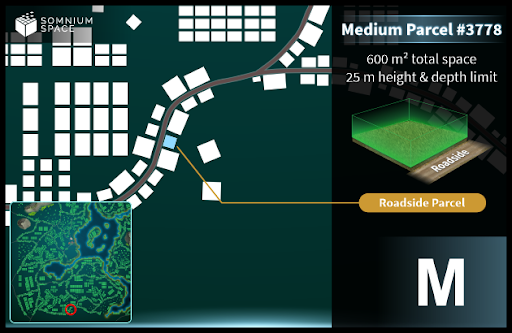 SOMNIUM
SPACE
Medium Parcel #3778
600 m² total space
25 m height & depth limit
Roadside
Roadside Parcel
M